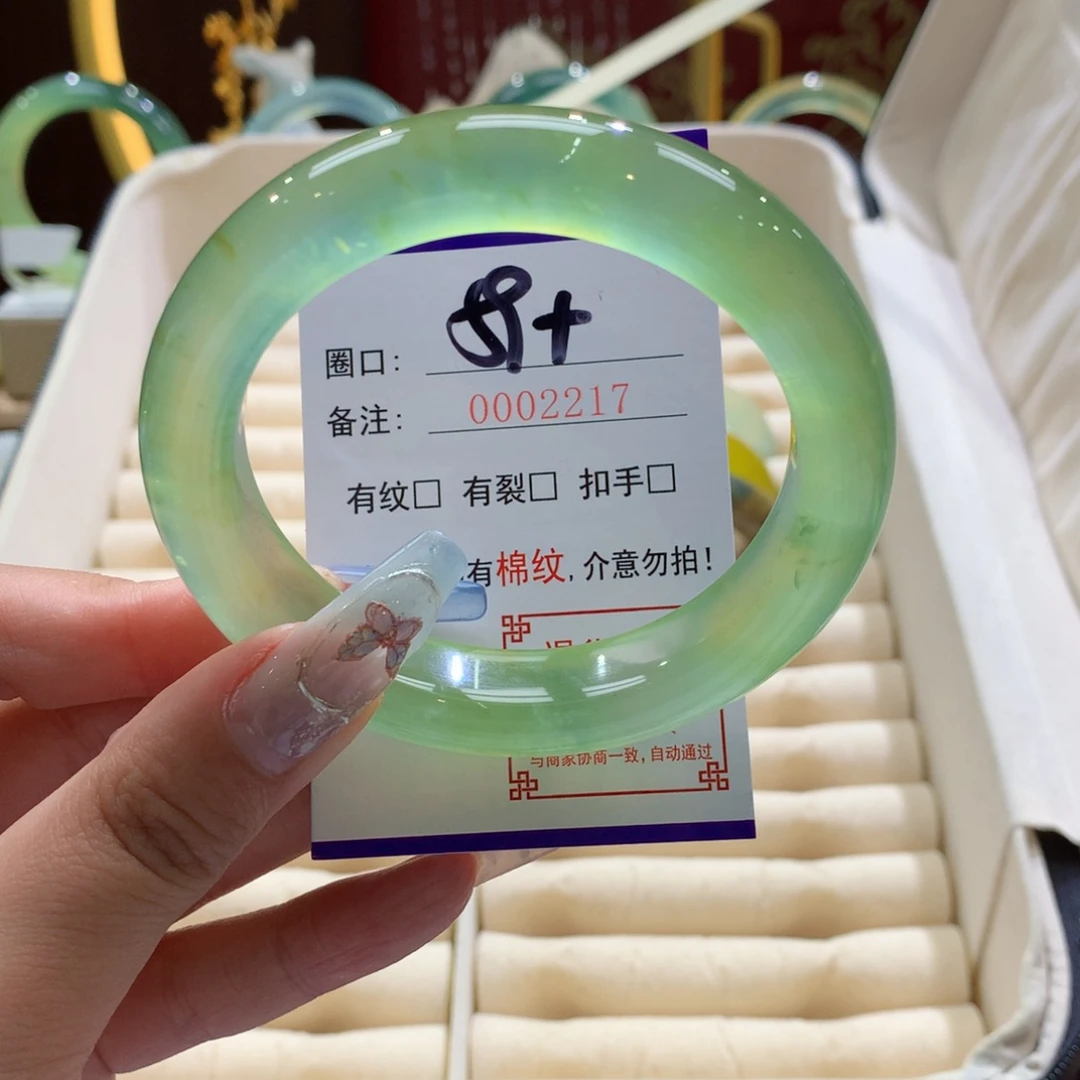 圈口: 58+
备注: 0002217
有纹□ 有裂□ 扣手□
有棉纹,介意勿拍!
与商家协商一致,自动通过